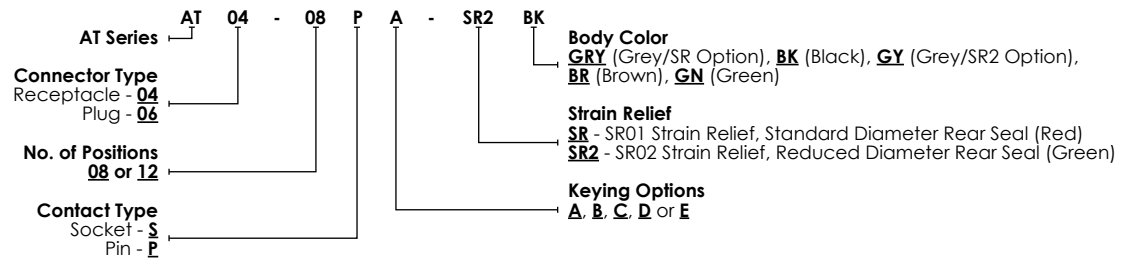 AT 04 - 08 P A - SR2 BK
AT Series
Connector Type
Receptacle - 04
Plug - 06
No. of Positions
08 or 12
Contact Type
Socket - S
Pin - P
Body Color
GRY (Grey/SR Option), BK (Black), GY (Grey/SR2 Option),
BR (Brown), GN (Green)
Strain Relief
SR - SR01 Strain Relief, Standard Diameter Rear Seal (Red)
SR2 - SR02 Strain Relief, Reduced Diameter Rear Seal (Green)
Keying Options
A, B, C, D or E